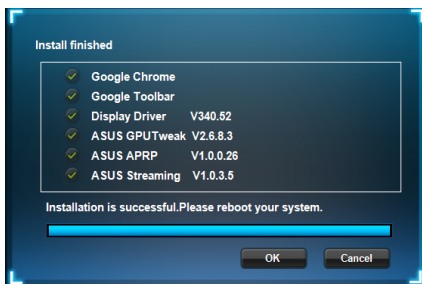 Install finished
Google Chrome
Google Toolbar
Display Driver V340.52
ASUS GPUTweak V2.6.8.3
ASUS APRP V1.0.0.26
ASUS Streaming V1.0.3.5
Installation is successful.Please reboot your system.
OK Cancel